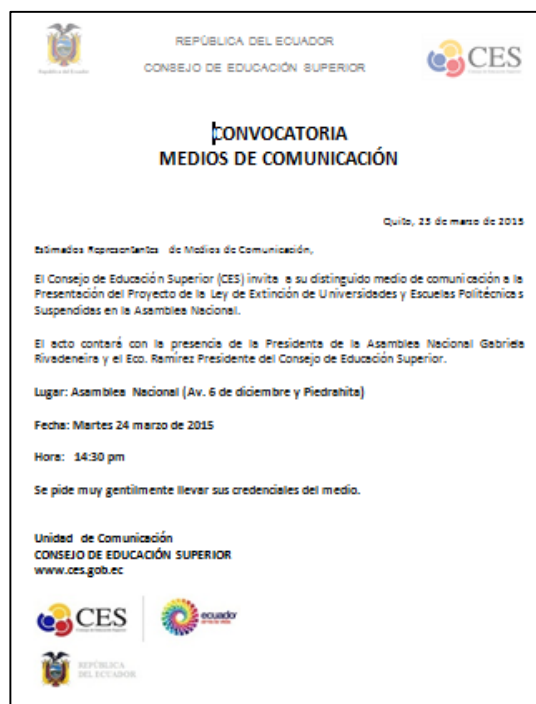 REPÚBLICA DEL ECUADOR
CONSEJO DE EDUCACIÓN SUPERIOR
República del Ecuador
CES
CONVOCATORIA
MEDIOS DE COMUNICACIÓN
Quito, 23 de marzo de 2015
Estimados Representantes de Medios de Comunicación,
El Consejo de Educación Superior (CES) invita a su distinguido medio de comunicación a la
Presentación del Proyecto de la Ley de Extinción de Universidades y Escuelas Politécnicas
Suspendidas en la Asamblea Nacional.
El acto contará con la presencia de la Presidenta de la Asamblea Nacional Gabriela
Rivadeneira y el Eco. Ramírez Presidente del Consejo de Educación Superior.
Lugar: Asamblea Nacional (Av. 6 de diciembre y Piedrahita)
Fecha: Martes 24 marzo de 2015
Hora: 14:30 pm
Se pide muy gentilmente llevar sus credenciales del medio.
Unidad de Comunicación
CONSEJO DE EDUCACIÓN SUPERIOR
www.ces.gob.ec
CES
ecuador
REPÚBLICA
DEL ECUADOR